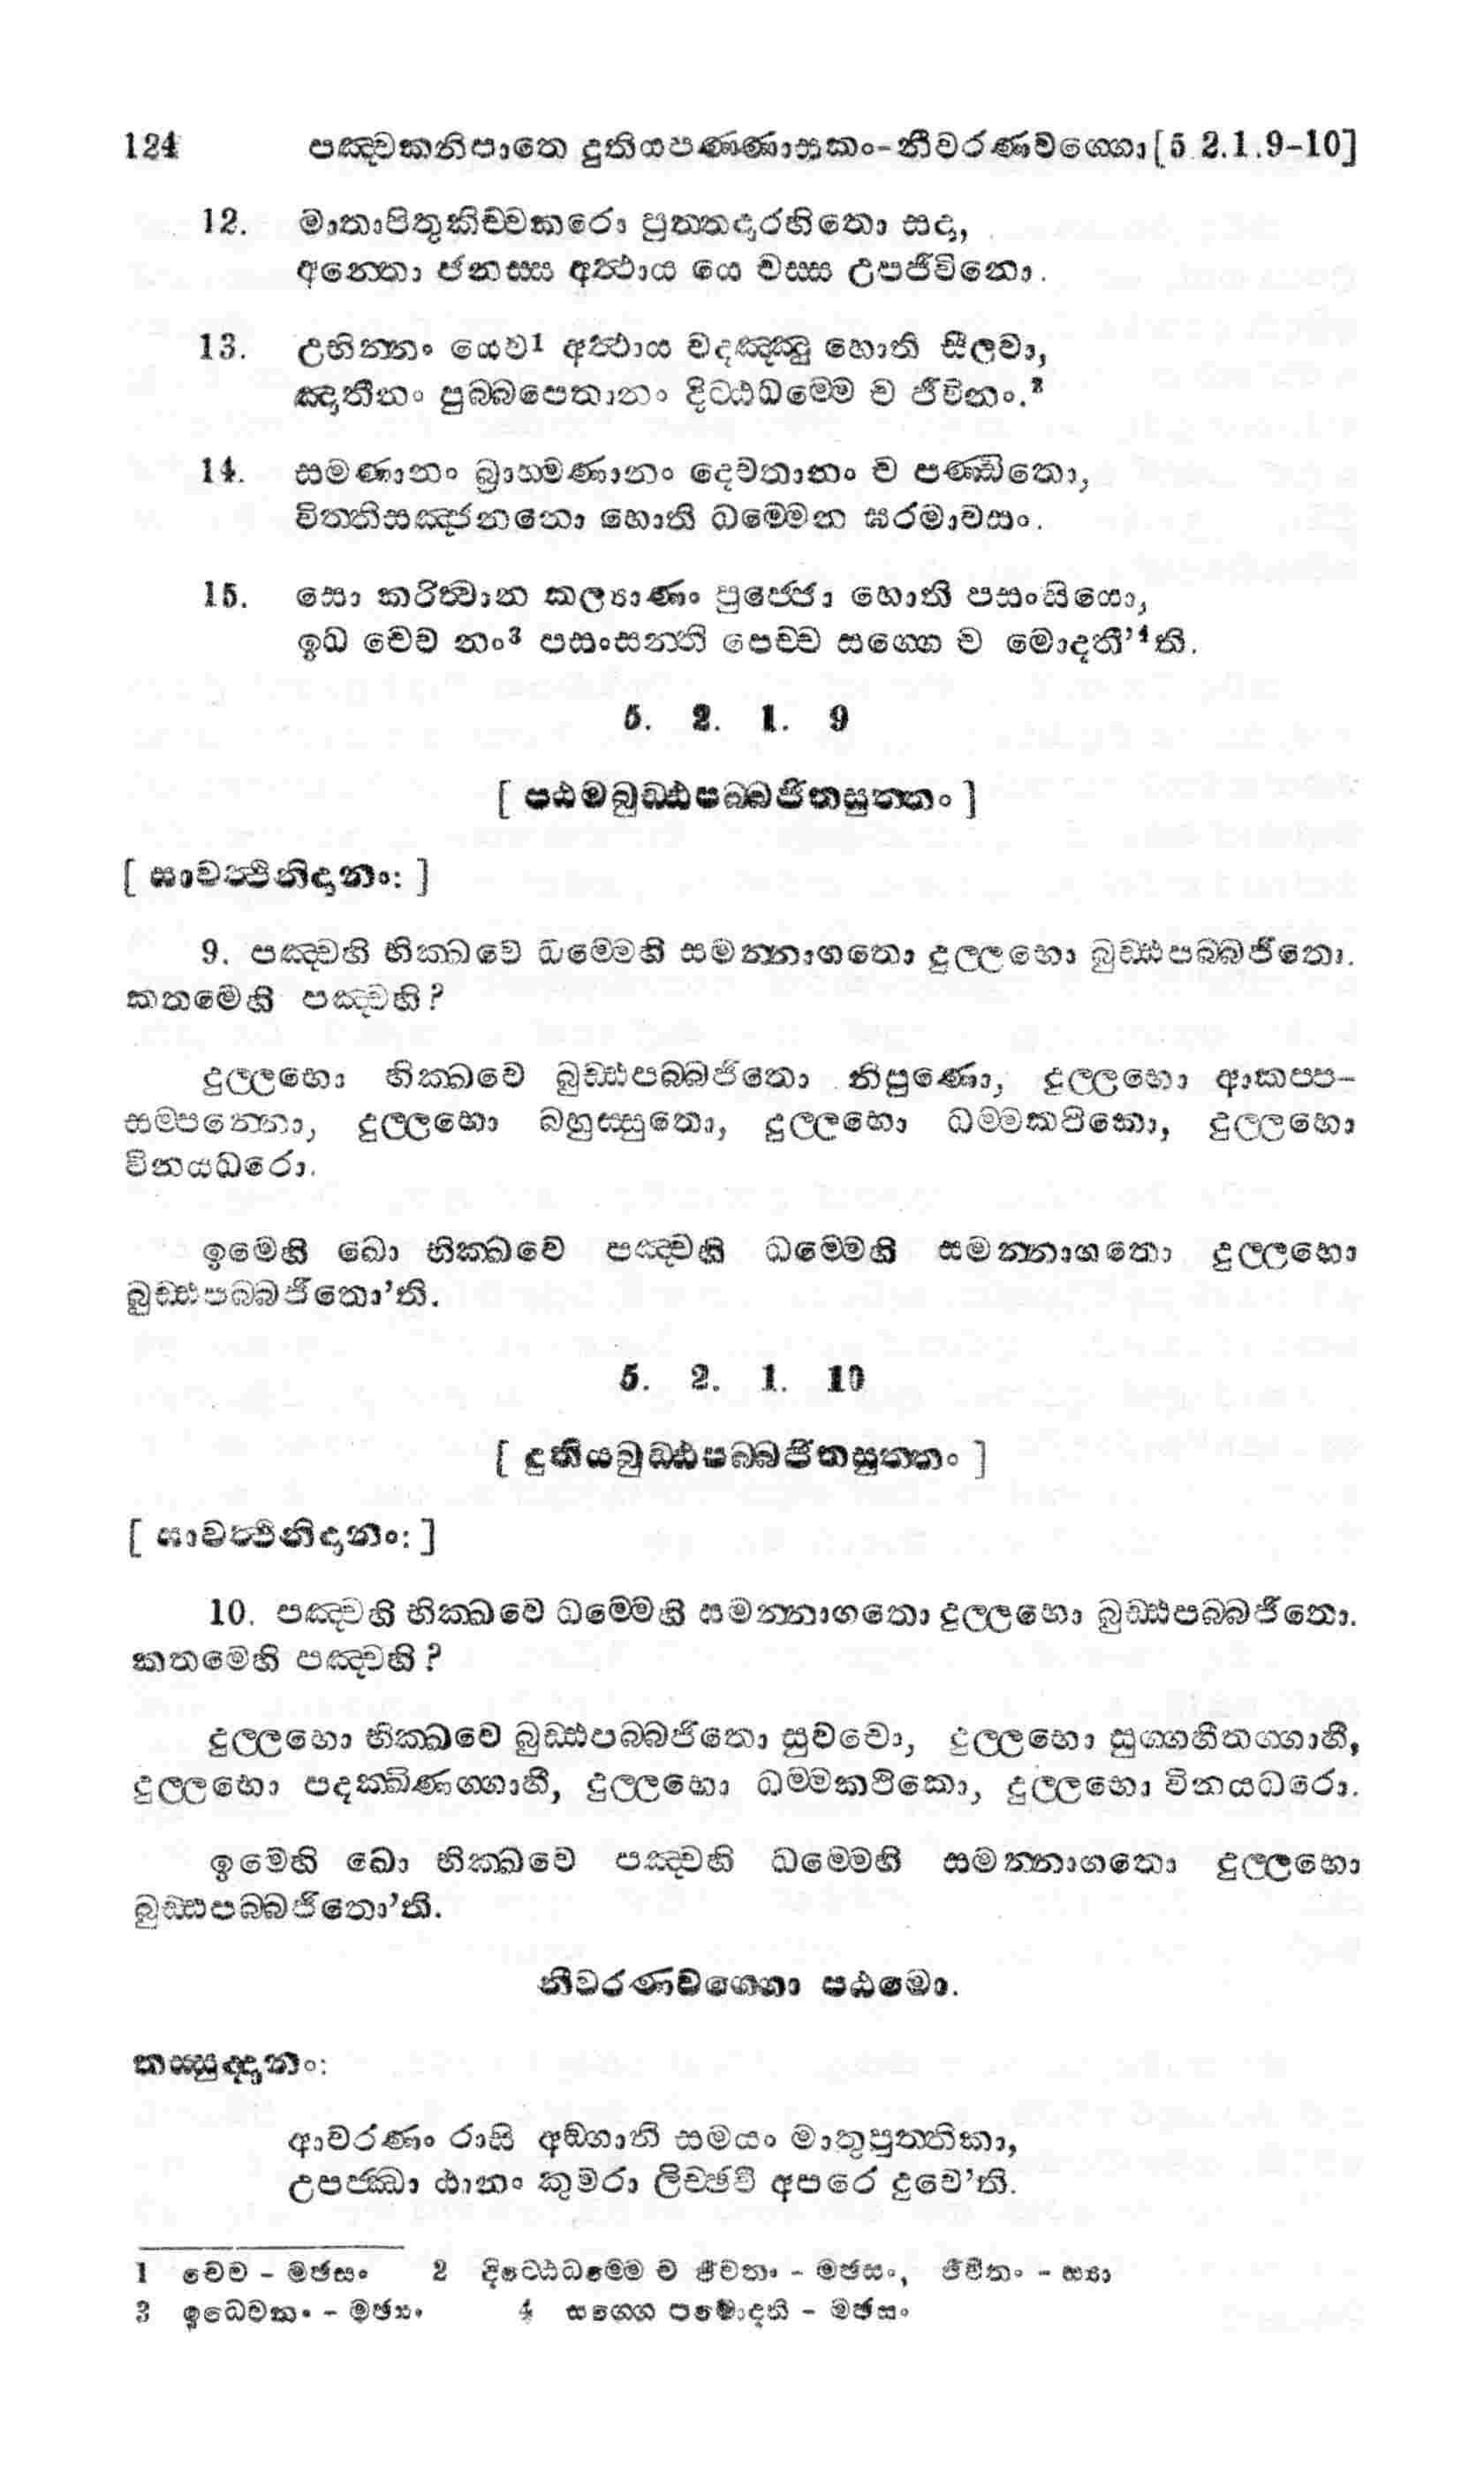 124 පඤ්චකනිපාතෙ දුතියපණ්ණාසකං-නීවරණවග්ගො [5 2.1.9-10]
12. මාතාපිතුකිච්චකරො පුත්තදාරහිතො සදා,
අන්තො ජනස්ස අත්ථාය යෙ චස්ස උපජීවිනො.
13. උභින්නං යෙව1 අත්ථාය වදඤ්ඤු හොති සීලවා,
ඤාතීනං පුබ්බපෙතානං දිට්ඨධම්මෙ ච ජීවිනං.2
14. සමණානං බ්‍රාහ්මණානං දෙවතානං ච පණ්ඩිතො,
විත්තිසඤ්ජනනො හොති ධම්මෙන ඝරමාවසං.
15. සො කරිත්වාන කල්‍යාණං පුජ්ජො හොති පසංසියො,
ඉධ චෙව නං3 පසංසන්ති පෙච්ච සග්ගෙ ච මොදතී’4ති.
5. 2. 1. 9
[ පඨමබුඩ්ඪපබ්බජිතසුත්තං ]
[ සාවත්ථිනිදානං: ]
9. පඤ්චහි භික්ඛවෙ ධම්මෙහි සමන්නාගතො දුල්ලභො බුඩ්ඪපබ්බජිතො.
කතමෙහි පඤ්චහි?
දුල්ලභො භික්ඛවෙ බුඩ්ඪපබ්බජිතො නිපුණො, දුල්ලභො ආකප්ප-
සම්පන්නො, දුල්ලභො බහුස්සුතො, දුල්ලභො ධම්මකථිකො, දුල්ලභො
විනයධරො.
ඉමෙහි ඛො භික්ඛවෙ පඤ්චහි ධම්මෙහි සමන්නාගතො දුල්ලභො
බුඩ්ඪපබ්බජිතො’ති.
5. 2. 1. 10
[ දුතියබුඩ්ඪපබ්බජිතසුත්තං ]
[ සාවත්ථිනිදානං: ]
10. පඤ්චහි භික්ඛවෙ ධම්මෙහි සමන්නාගතො දුල්ලභො බුඩ්ඪපබ්බජිතො.
කතමෙහි පඤ්චහි?
දුල්ලභො භික්ඛවෙ බුඩ්ඪපබ්බජිතො සුවචො, දුල්ලභො සුග්ගහීතග්ගාහී,
දුල්ලභො පදක්ඛිණග්ගාහී, දුල්ලභො ධම්මකථිකො, දුල්ලභො විනයධරො.
ඉමෙහි ඛො භික්ඛවෙ පඤ්චහි ධම්මෙහි සමන්නාගතො දුල්ලභො
බුඩ්ඪපබ්බජිතො’ති.
නීවරණවග්ගො පඨමො.
තස්සුද්දානං:
ආවරණං රාසි අඞ්ගානි සමයං මාතුපුත්තිකා,
උපජ්ඣා ඨානං කුමරා ලිච්ඡවි අපරෙ දුවෙ’ති.
1 චෙව - මඡසං 2 දිට්ඨෙධම්මෙ ච ජීවතං - මඡසං, ජීවිතං - ස්‍යා
3 ඉධෙවකං - මඡ්‍යං 4 සග්ගෙ පමොදති - මඡසං